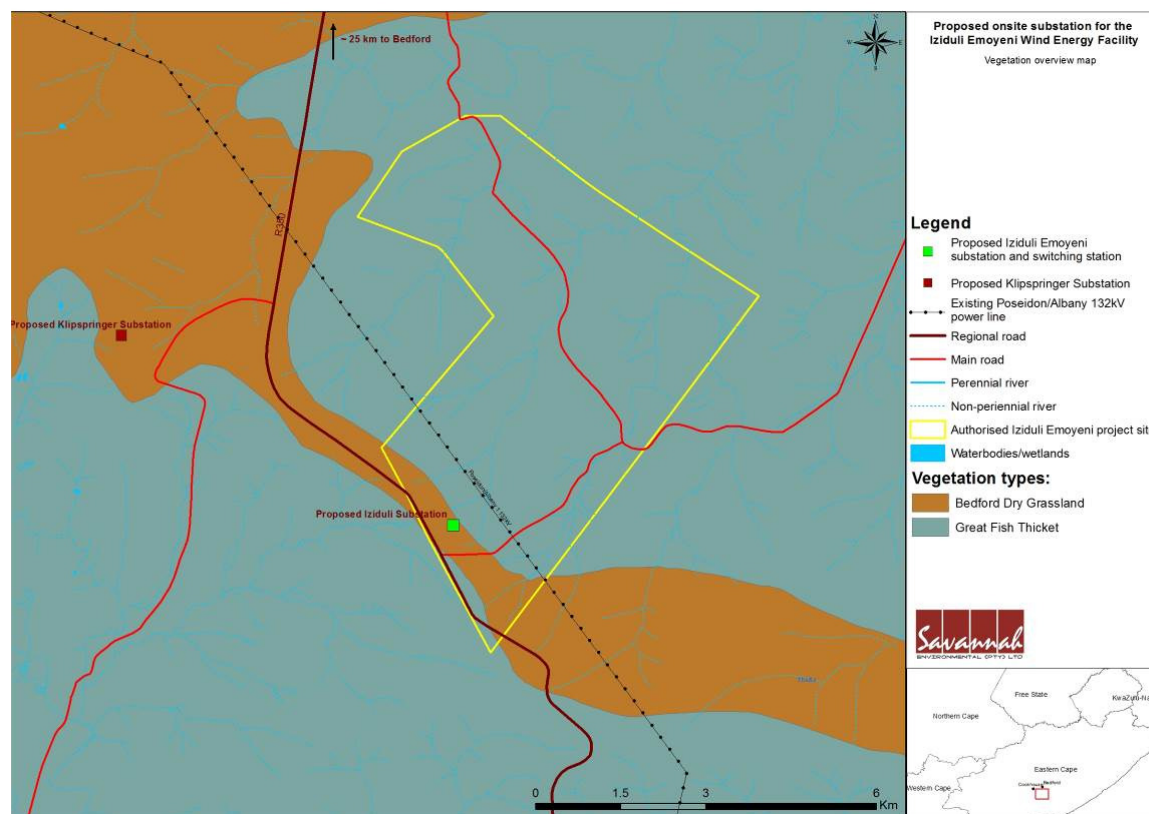 Proposed onsite substation for the
Iziduli Emoyeni Wind Energy Facility
Vegetation overview map
~ 25 km to Bedford
N
W
E
S
R350
Proposed Klipspringer Substation
Proposed Iziduli Substation
Legend
Proposed Iziduli Emoyeni
substation and switching station
Proposed Klipspringer Substation
Existing Poseidon/Albany 132kV
power line
Regional road
Main road
Perennial river
Non-periennial river
Authorised Iziduli Emoyeni project site
Waterbodies/wetlands
Vegetation types:
Bedford Dry Grassland
Great Fish Thicket
Savannah
ENVIRONMENTAL (PTY) LTD
Free State
KwaZulu-Na
Northern Cape
Eastern Cape
Bedford
Western Cape
0
1.5
3
6
Km